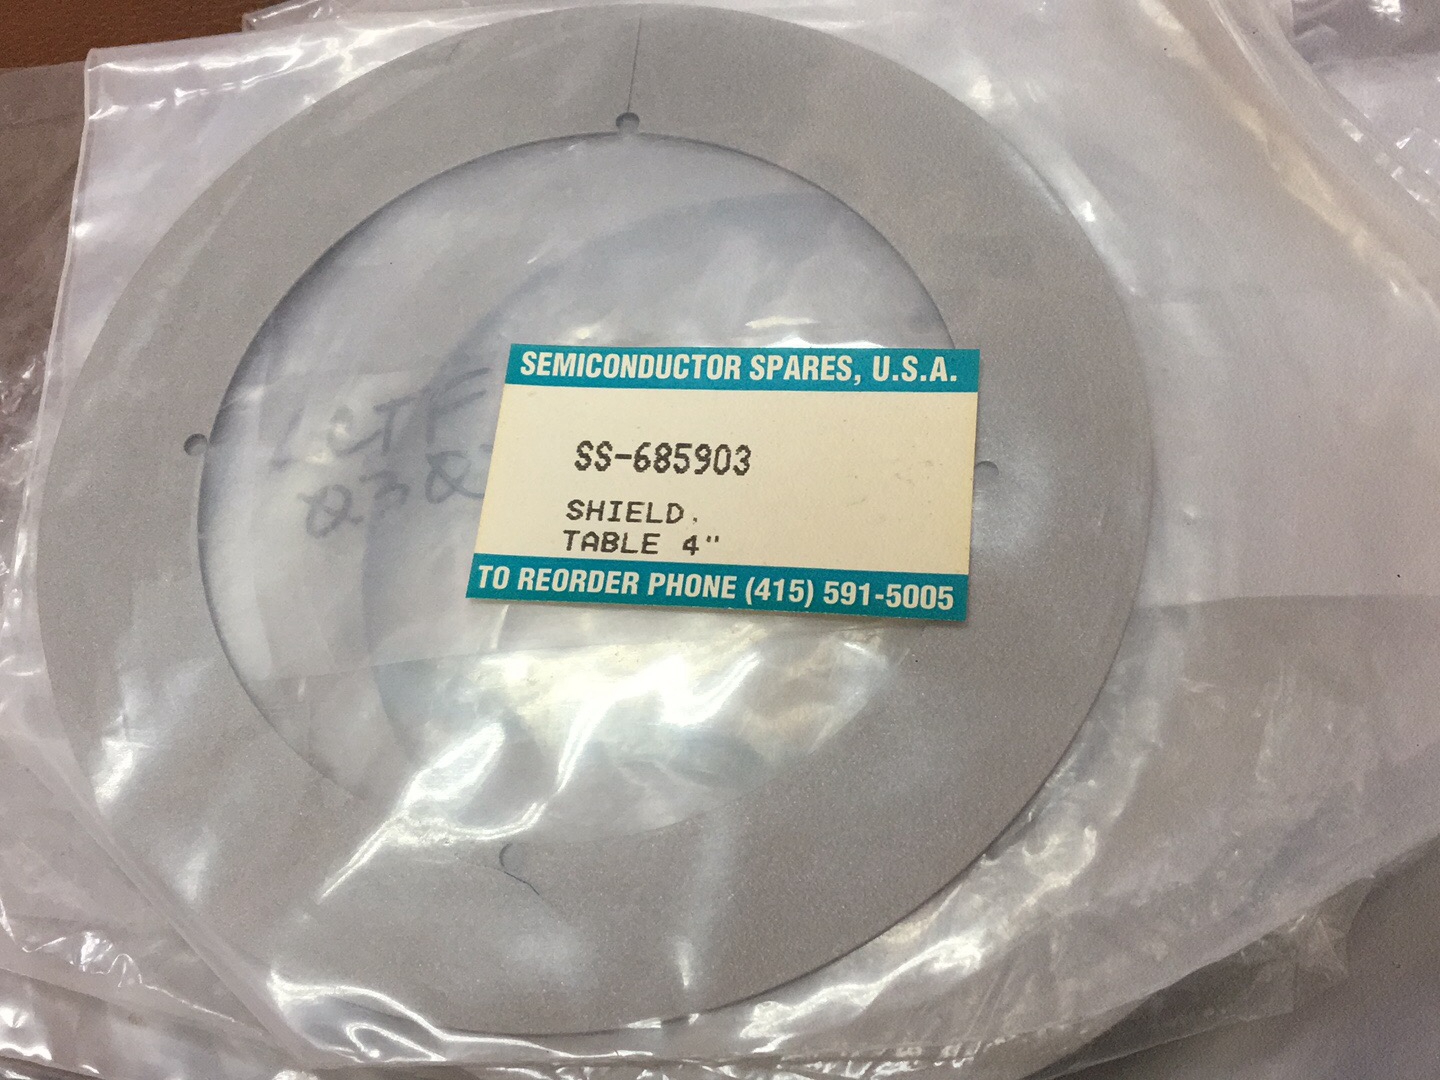 SEMICONDUCTOR SPARES, U.S.A.
SS-685903
SHIELD,
TABLE 4"
TO REORDER PHONE (415) 591-5005